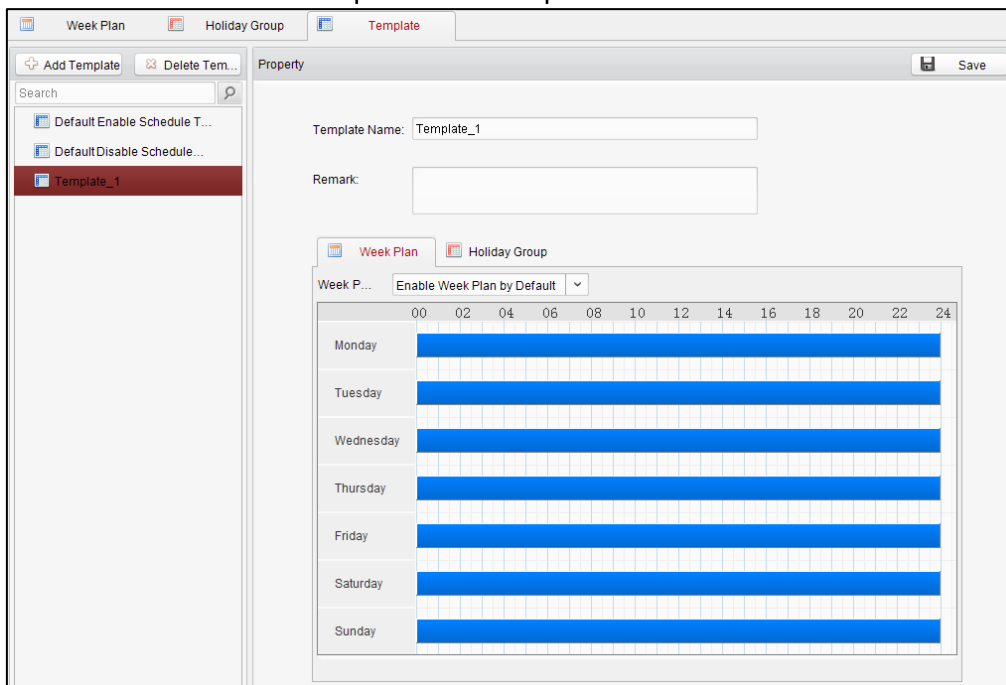 Week Plan Holiday Group Template
Add Template Delete Tem... Property Save
Search
Default Enable Schedule T...
Default Disable Schedule...
Template_1
Template Name: Template_1
Remark:
Week Plan Holiday Group
Week P... Enable Week Plan by Default
00 02 04 06 08 10 12 14 16 18 20 22 24
Monday
Tuesday
Wednesday
Thursday
Friday
Saturday
Sunday